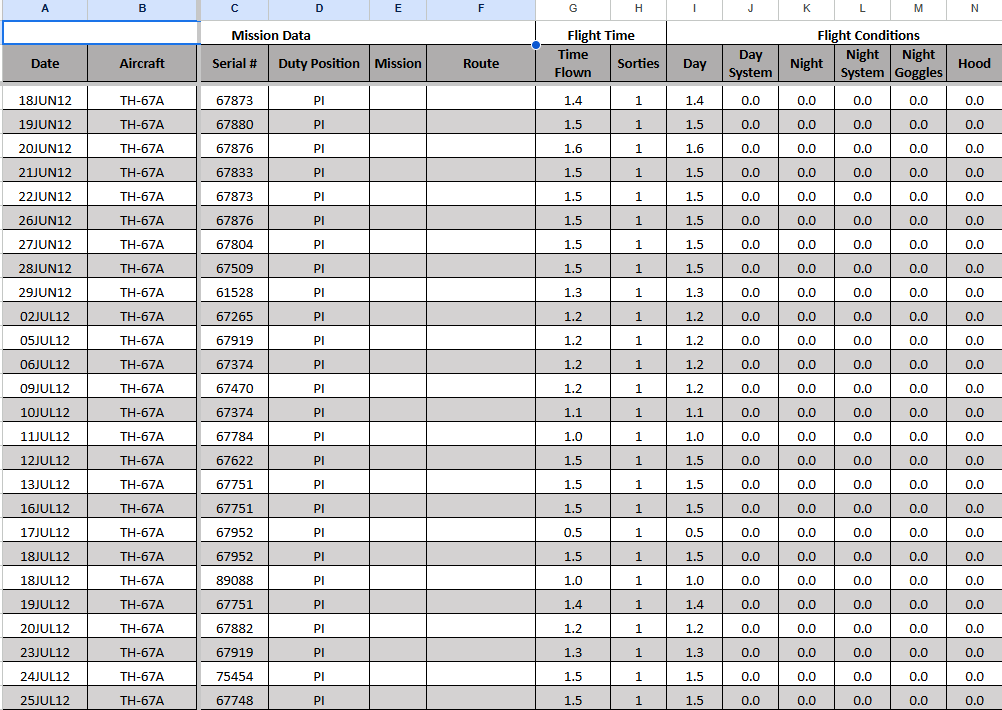 A B C D E F G H I J K L M N
Mission Data Flight Time Flight Conditions
Date Aircraft Serial # Duty Position Mission Route Time Flown Sorties Day Day System Night Night System Night Goggles Hood
18JUN12 TH-67A 67873 PI 1.4 1 1.4 0.0 0.0 0.0 0.0 0.0
19JUN12 TH-67A 67880 PI 1.5 1 1.5 0.0 0.0 0.0 0.0 0.0
20JUN12 TH-67A 67876 PI 1.6 1 1.6 0.0 0.0 0.0 0.0 0.0
21JUN12 TH-67A 67833 PI 1.5 1 1.5 0.0 0.0 0.0 0.0 0.0
22JUN12 TH-67A 67873 PI 1.5 1 1.5 0.0 0.0 0.0 0.0 0.0
26JUN12 TH-67A 67876 PI 1.5 1 1.5 0.0 0.0 0.0 0.0 0.0
27JUN12 TH-67A 67804 PI 1.5 1 1.5 0.0 0.0 0.0 0.0 0.0
28JUN12 TH-67A 67509 PI 1.5 1 1.5 0.0 0.0 0.0 0.0 0.0
29JUN12 TH-67A 61528 PI 1.3 1 1.3 0.0 0.0 0.0 0.0 0.0
02JUL12 TH-67A 67265 PI 1.2 1 1.2 0.0 0.0 0.0 0.0 0.0
05JUL12 TH-67A 67919 PI 1.2 1 1.2 0.0 0.0 0.0 0.0 0.0
06JUL12 TH-67A 67374 PI 1.2 1 1.2 0.0 0.0 0.0 0.0 0.0
09JUL12 TH-67A 67470 PI 1.2 1 1.2 0.0 0.0 0.0 0.0 0.0
10JUL12 TH-67A 67374 PI 1.1 1 1.1 0.0 0.0 0.0 0.0 0.0
11JUL12 TH-67A 67784 PI 1.0 1 1.0 0.0 0.0 0.0 0.0 0.0
12JUL12 TH-67A 67622 PI 1.5 1 1.5 0.0 0.0 0.0 0.0 0.0
13JUL12 TH-67A 67751 PI 1.5 1 1.5 0.0 0.0 0.0 0.0 0.0
16JUL12 TH-67A 67751 PI 1.5 1 1.5 0.0 0.0 0.0 0.0 0.0
17JUL12 TH-67A 67952 PI 0.5 1 0.5 0.0 0.0 0.0 0.0 0.0
18JUL12 TH-67A 67952 PI 1.5 1 1.5 0.0 0.0 0.0 0.0 0.0
18JUL12 TH-67A 89088 PI 1.0 1 1.0 0.0 0.0 0.0 0.0 0.0
19JUL12 TH-67A 67751 PI 1.4 1 1.4 0.0 0.0 0.0 0.0 0.0
20JUL12 TH-67A 67882 PI 1.2 1 1.2 0.0 0.0 0.0 0.0 0.0
23JUL12 TH-67A 67919 PI 1.3 1 1.3 0.0 0.0 0.0 0.0 0.0
24JUL12 TH-67A 75454 PI 1.5 1 1.5 0.0 0.0 0.0 0.0 0.0
25JUL12 TH-67A 67748 PI 1.5 1 1.5 0.0 0.0 0.0 0.0 0.0